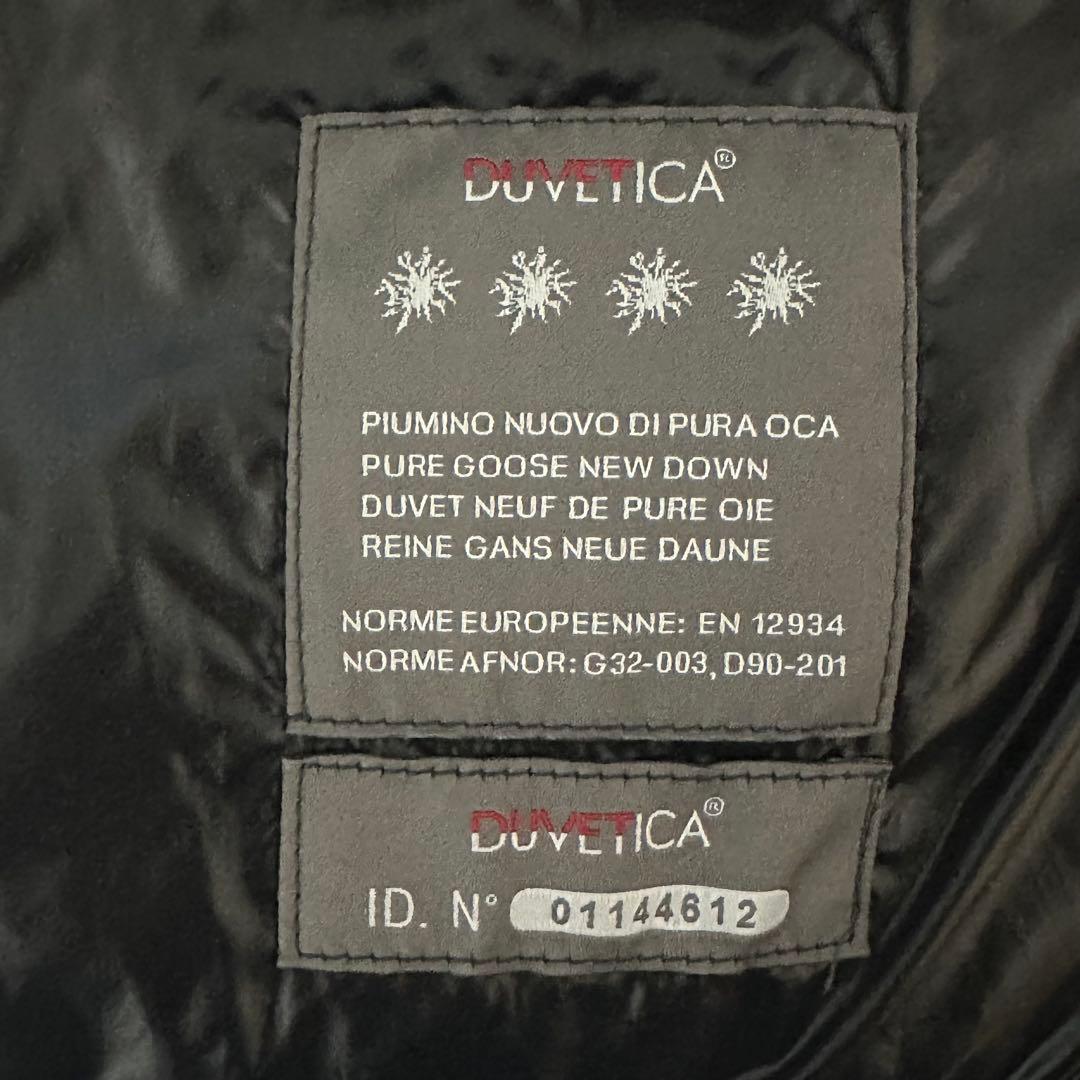 DUVETICA®
PIUMINO NUOVO DI PURA OCA
PURE GOOSE NEW DOWN
DUVET NEUF DE PURE OIE
REINE GANS NEUE DAUNE
NORME EUROPEENNE: EN 12934
NORME AFNOR: G32-003, D90-201
DUVETICA®
ID. N° 01144612